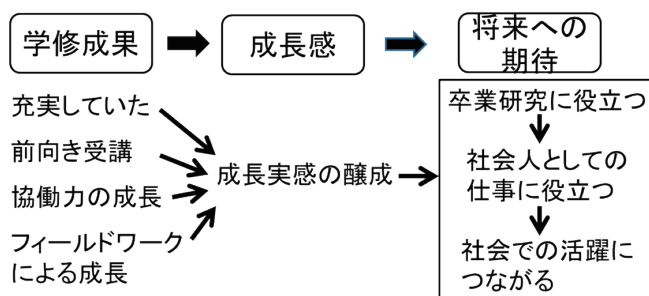 学修成果
成長感
将来への
期待
充実していた
前向き受講
協働力の成長
フィールドワーク
による成長
成長実感の醸成
卒業研究に役立つ
社会人としての
仕事に役立つ
社会での活躍に
つながる